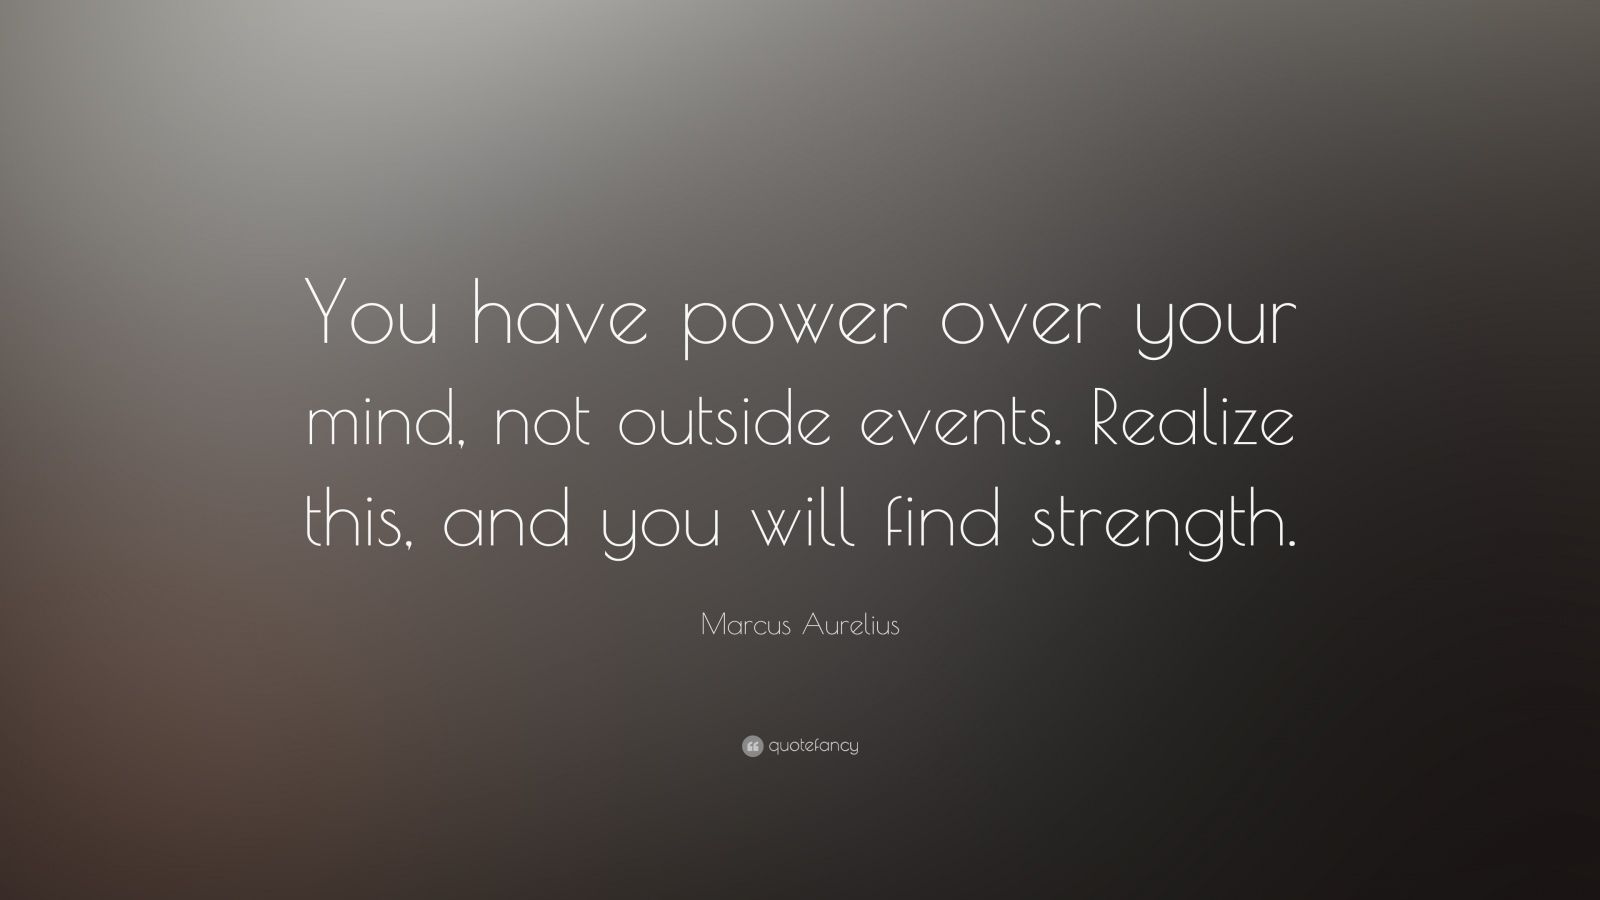 You have power over your
mind, not outside events. Realize
this, and you will find strength.
Marcus Aurelius
quotefancy